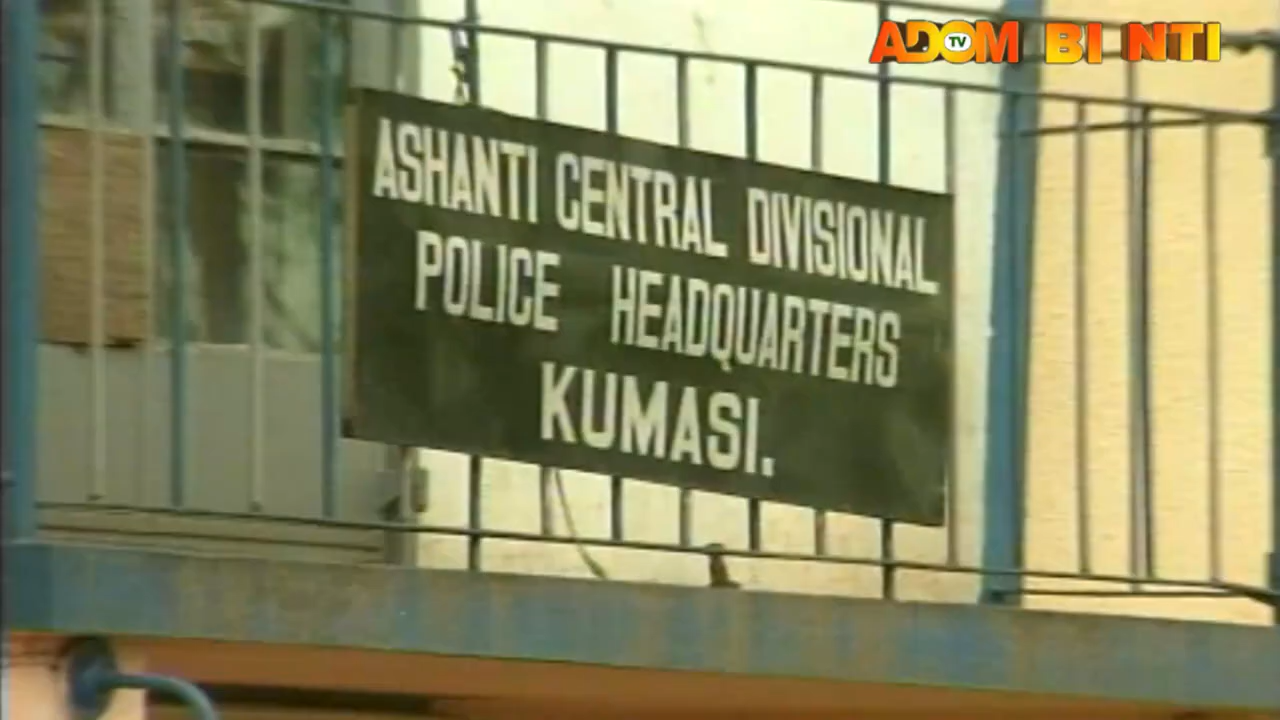 ADOM TV BI NTI
ASHANTI CENTRAL DIVISIONAL
POLICE HEADQUARTERS
KUMASI.